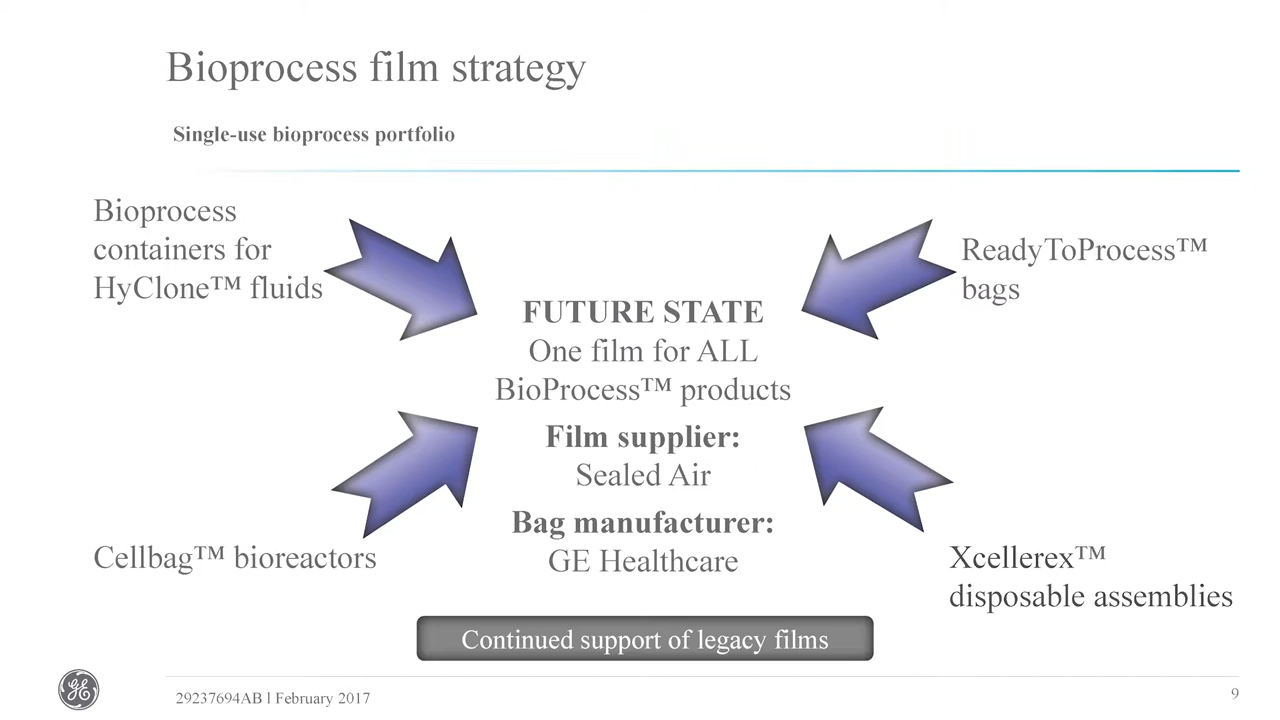 Bioprocess film strategy
Single-use bioprocess portfolio
Bioprocess
containers for
HyClone™ fluids
ReadyToProcess™
bags
FUTURE STATE
One film for ALL
BioProcess™ products
Film supplier:
Sealed Air
Bag manufacturer:
GE Healthcare
Cellbag™ bioreactors
Xcellerex™
disposable assemblies
Continued support of legacy films
GE
29237694AB l February 2017
9